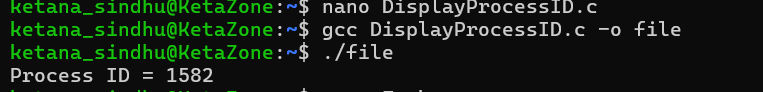 ketana_sindhu@KetaZone:~$ nano DisplayProcessID.c
ketana_sindhu@KetaZone:~$ gcc DisplayProcessID.c -o file
ketana_sindhu@KetaZone:~$ ./file
Process ID = 1582